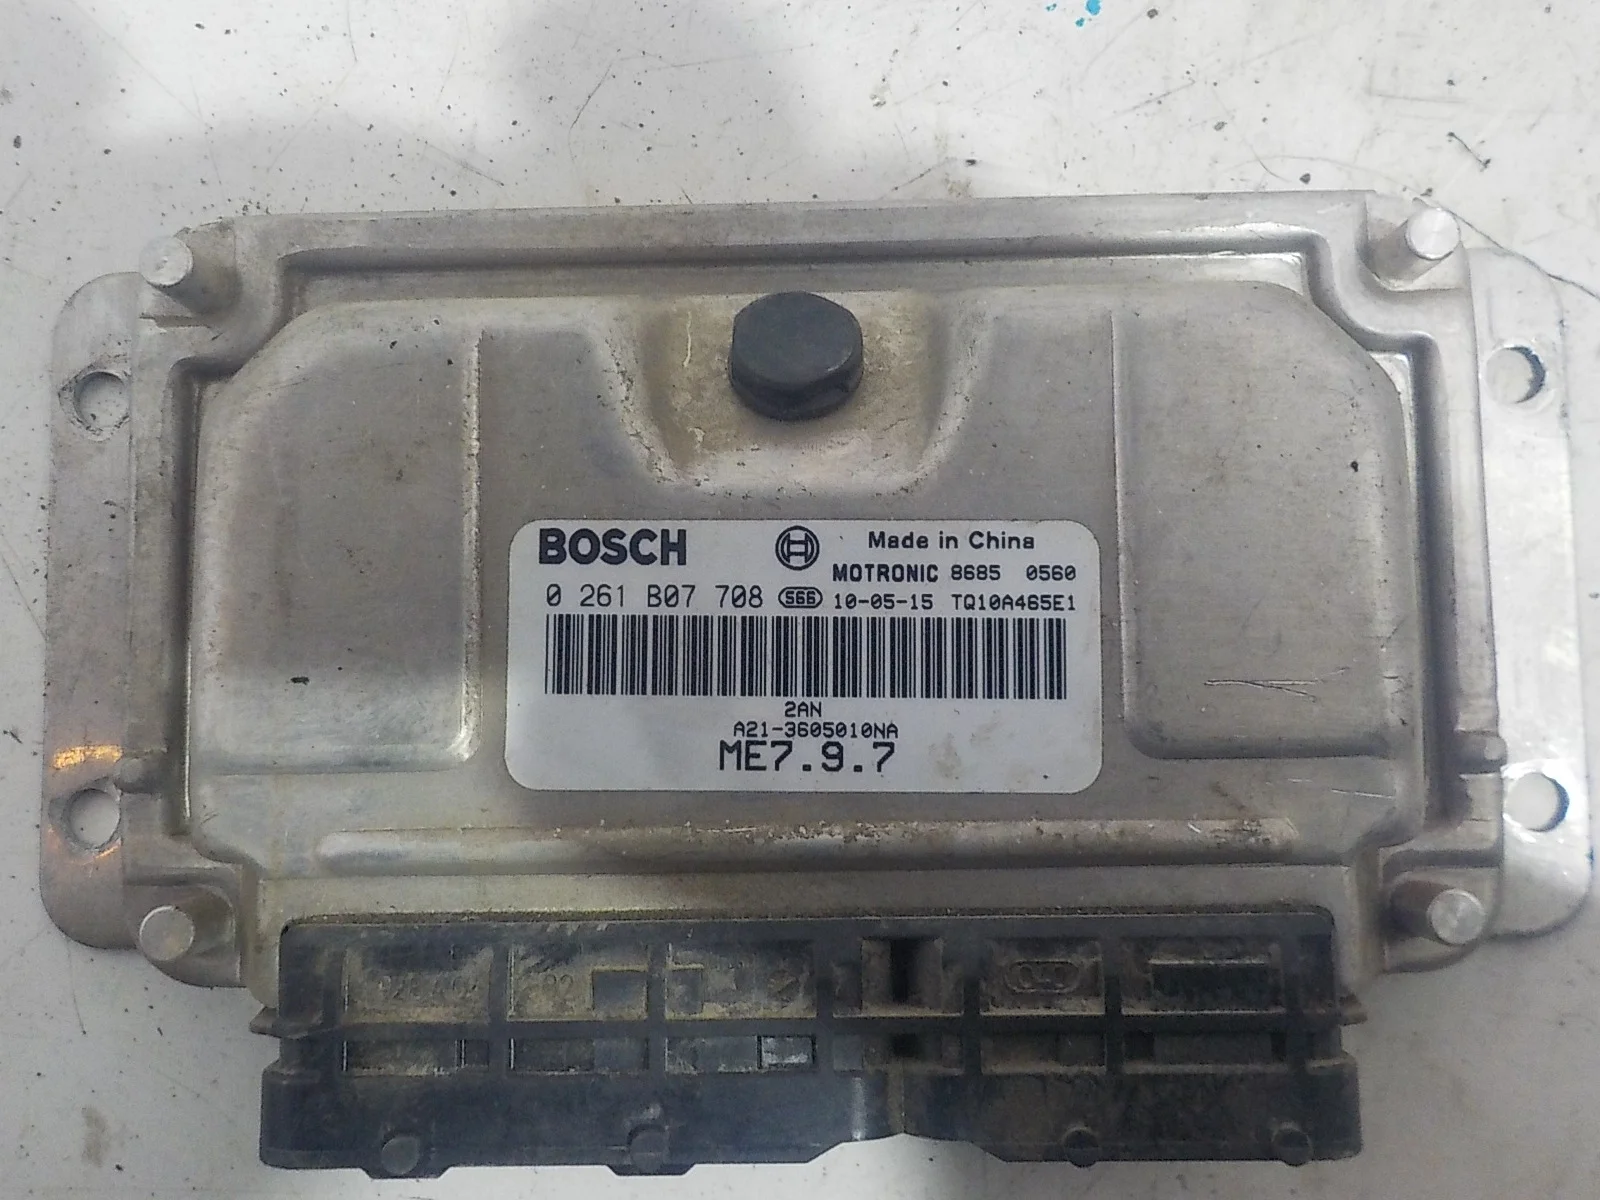 BOSCH
Made in China
MOTRONIC 8685 0560
0 261 B07 708 S66 10-05-15 TQ10A465E1
2AN
A21-3605010NA
ME7.9.7